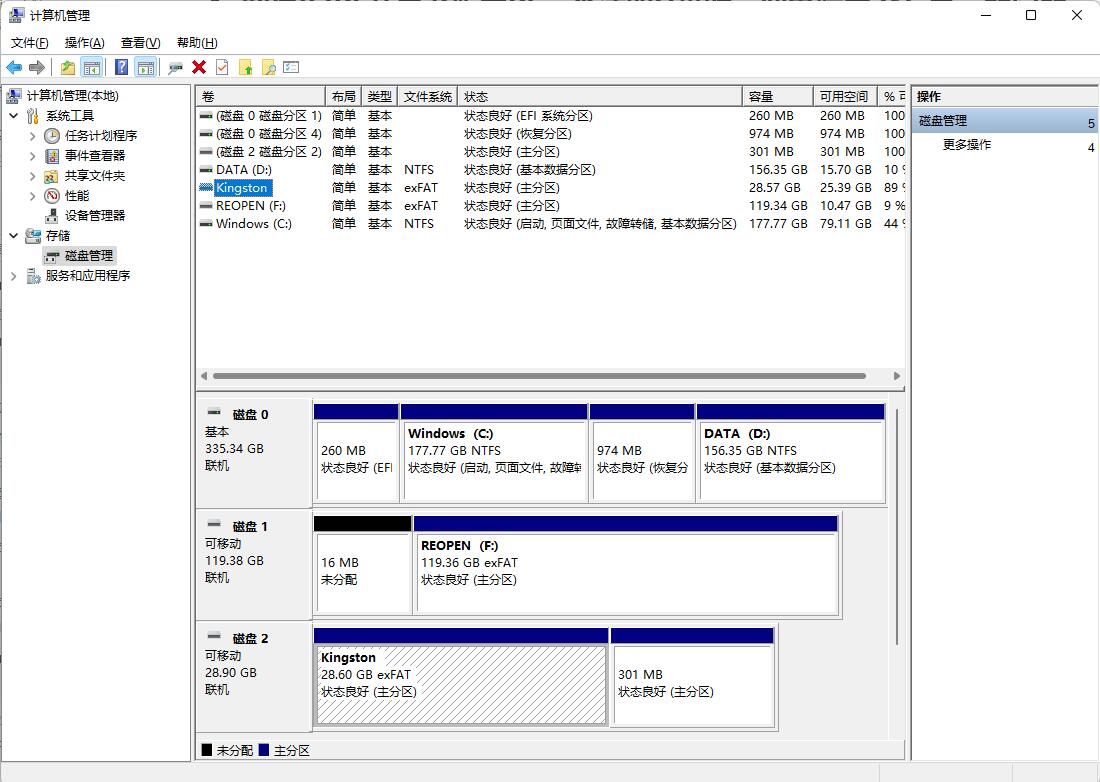 计算机管理
文件(F) 操作(A) 查看(V) 帮助(H)
计算机管理(本地)
系统工具
任务计划程序
事件查看器
共享文件夹
性能
设备管理器
存储
磁盘管理
服务和应用程序
卷 布局 类型 文件系统 状态 容量 可用空间 % 可
(磁盘 0 磁盘分区 1) 简单 基本 状态良好 (EFI 系统分区) 260 MB 260 MB 100
(磁盘 0 磁盘分区 4) 简单 基本 状态良好 (恢复分区) 974 MB 974 MB 100
(磁盘 2 磁盘分区 2) 简单 基本 状态良好 (主分区) 301 MB 301 MB 100
DATA (D:) 简单 基本 NTFS 状态良好 (基本数据分区) 156.35 GB 15.70 GB 10 %
Kingston 简单 基本 exFAT 状态良好 (主分区) 28.57 GB 25.39 GB 89 %
REOPEN (F:) 简单 基本 exFAT 状态良好 (主分区) 119.34 GB 10.47 GB 9 %
Windows (C:) 简单 基本 NTFS 状态良好 (启动, 页面文件, 故障转储, 基本数据分区) 177.77 GB 79.11 GB 44 %
操作
磁盘管理 5
更多操作 4
磁盘 0
基本
335.34 GB
联机
260 MB
状态良好 (EFI
Windows (C:)
177.77 GB NTFS
状态良好 (启动, 页面文件, 故障转
974 MB
状态良好 (恢复分
DATA (D:)
156.35 GB NTFS
状态良好 (基本数据分区)
磁盘 1
可移动
119.38 GB
联机
16 MB
未分配
REOPEN (F:)
119.36 GB exFAT
状态良好 (主分区)
磁盘 2
可移动
28.90 GB
联机
Kingston
28.60 GB exFAT
状态良好 (主分区)
301 MB
状态良好 (主分区)
未分配 主分区